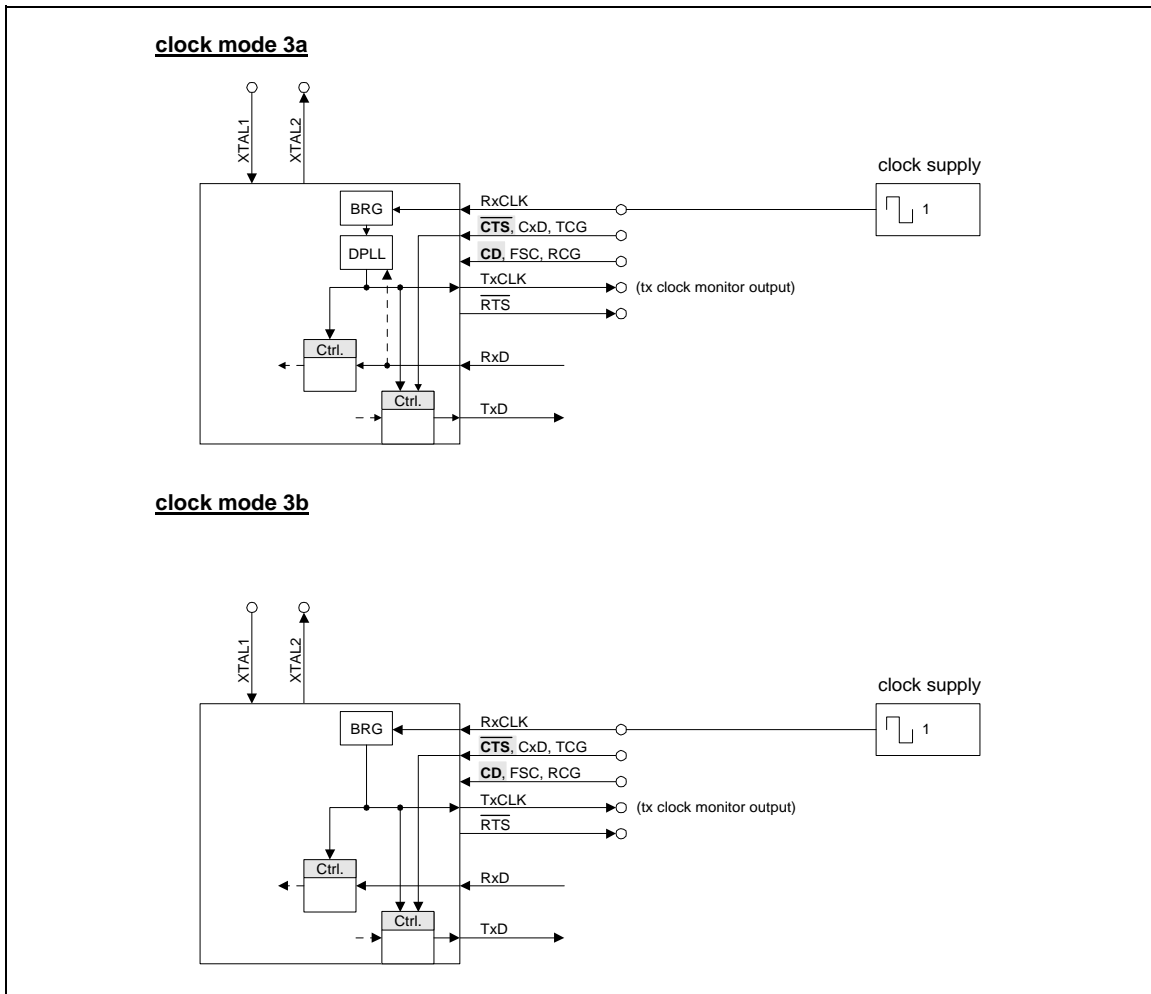 clock mode 3a
XTAL1
XTAL2
clock supply
1
BRG
DPLL
RxCLK
CTS, CxD, TCG
CD, FSC, RCG
TxCLK
(tx clock monitor output)
RTS
Ctrl.
RxD
Ctrl.
TxD
clock mode 3b
XTAL1
XTAL2
clock supply
1
BRG
RxCLK
CTS, CxD, TCG
CD, FSC, RCG
TxCLK
(tx clock monitor output)
RTS
Ctrl.
RxD
Ctrl.
TxD